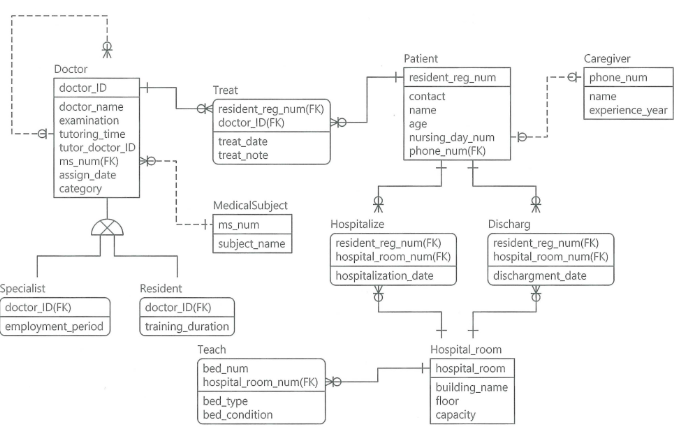 Doctor
doctor_ID
doctor_name
examination
tutoring_time
tutor_doctor_ID
ms_num(FK)
assign_date
category
Treat
resident_reg_num(FK)
doctor_ID(FK)
treat_date
treat_note
Patient
resident_reg_num
contact
name
age
nursing_day_num
phone_num(FK)
Caregiver
phone_num
name
experience_year
MedicalSubject
ms_num
subject_name
Hospitalize
resident_reg_num(FK)
hospital_room_num(FK)
hospitalization_date
Discharg
resident_reg_num(FK)
hospital_room_num(FK)
dischargment_date
Specialist
doctor_ID(FK)
employment_period
Resident
doctor_ID(FK)
training_duration
Teach
bed_num
hospital_room_num(FK)
bed_type
bed_condition
Hospital_room
hospital_room
building_name
floor
capacity